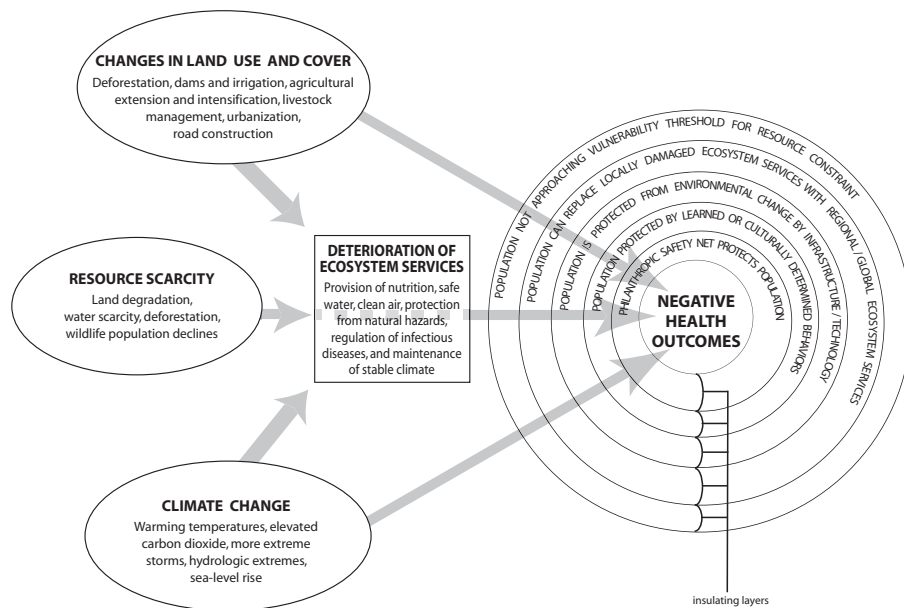 CHANGES IN LAND USE AND COVER
Deforestation, dams and irrigation, agricultural
extension and intensification, livestock
management, urbanization,
road construction
RESOURCE SCARCITY
Land degradation,
water scarcity, deforestation,
wildlife population declines
CLIMATE CHANGE
Warming temperatures, elevated
carbon dioxide, more extreme
storms, hydrologic extremes,
sea-level rise
DETERIORATION OF
ECOSYSTEM SERVICES
Provision of nutrition, safe
water, clean air, protection
from natural hazards,
regulation of infectious
diseases, and maintenance
of stable climate
POPULATION NOT APPROACHING VULNERABILITY THRESHOLD FOR RESOURCE CONSTRAINT
POPULATION CAN REPLACE LOCALLY DAMAGED ECOSYSTEM SERVICES WITH REGIONAL/GLOBAL ECOSYSTEM SERVICES
POPULATION IS PROTECTED FROM ENVIRONMENTAL CHANGE BY INFRASTRUCTURE/TECHNOLOGY
POPULATION PROTECTED BY LEARNED OR CULTURALLY DETERMINED BEHAVIORS
PHILANTHROPIC SAFETY NET PROTECTS POPULATION
NEGATIVE
HEALTH
OUTCOMES
insulating layers